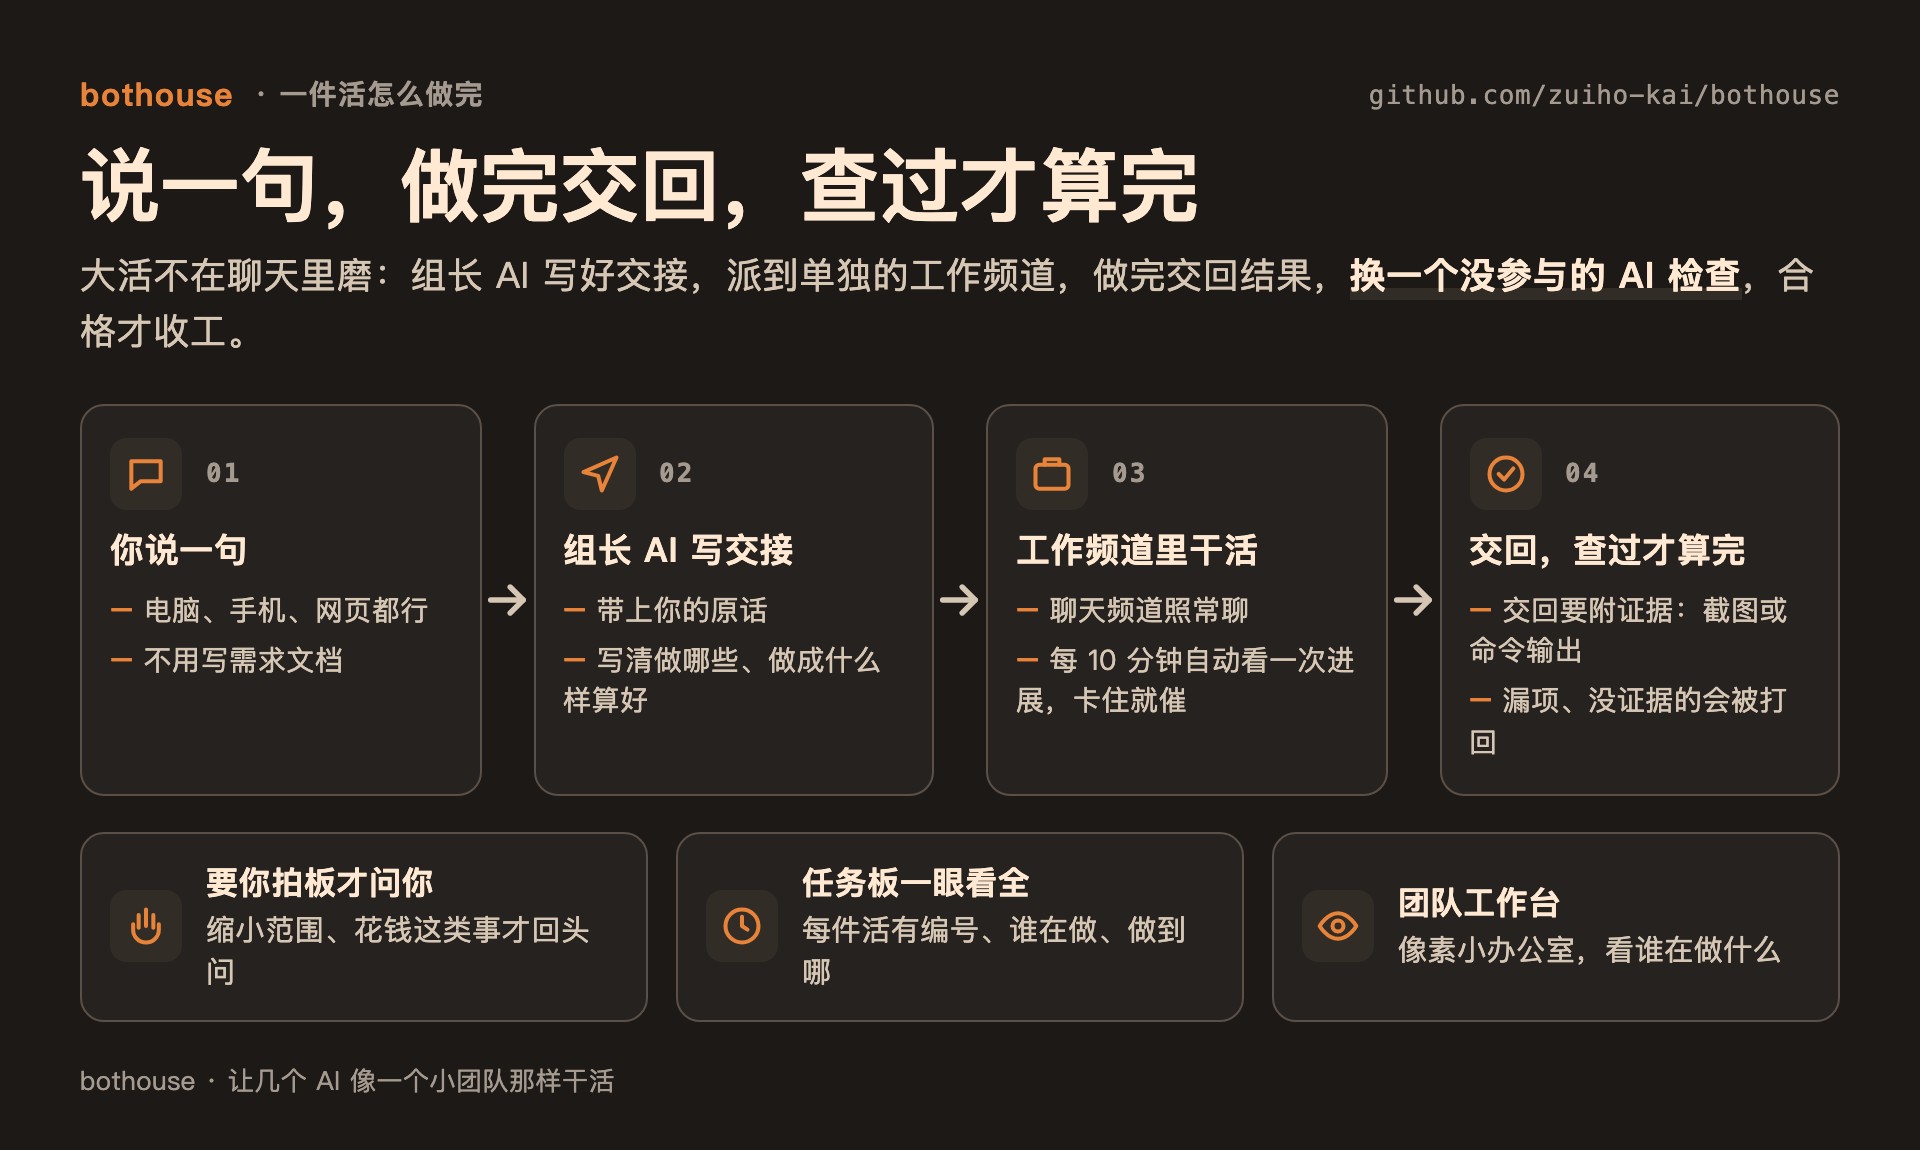 bothouse · 一件活怎么做完
github.com/zuiho-kai/bothouse
说一句，做完交回，查过才算完
大活不在聊天里磨：组长 AI 写好交接，派到单独的工作频道，做完交回结果，换一个没参与的 AI 检查，合
格才收工。
01
你说一句
– 电脑、手机、网页都行
– 不用写需求文档
02
组长 AI 写交接
– 带上你的原话
– 写清做哪些、做成什么
样算好
03
工作频道里干活
– 聊天频道照常聊
– 每 10 分钟自动看一次进
展，卡住就催
04
交回，查过才算完
– 交回要附证据：截图或
命令输出
– 漏项、没证据的会被打
回
要你拍板才问你
缩小范围、花钱这类事才回头
问
任务板一眼看全
每件活有编号、谁在做、做到
哪
团队工作台
像素小办公室，看谁在做什么
bothouse · 让几个 AI 像一个小团队那样干活